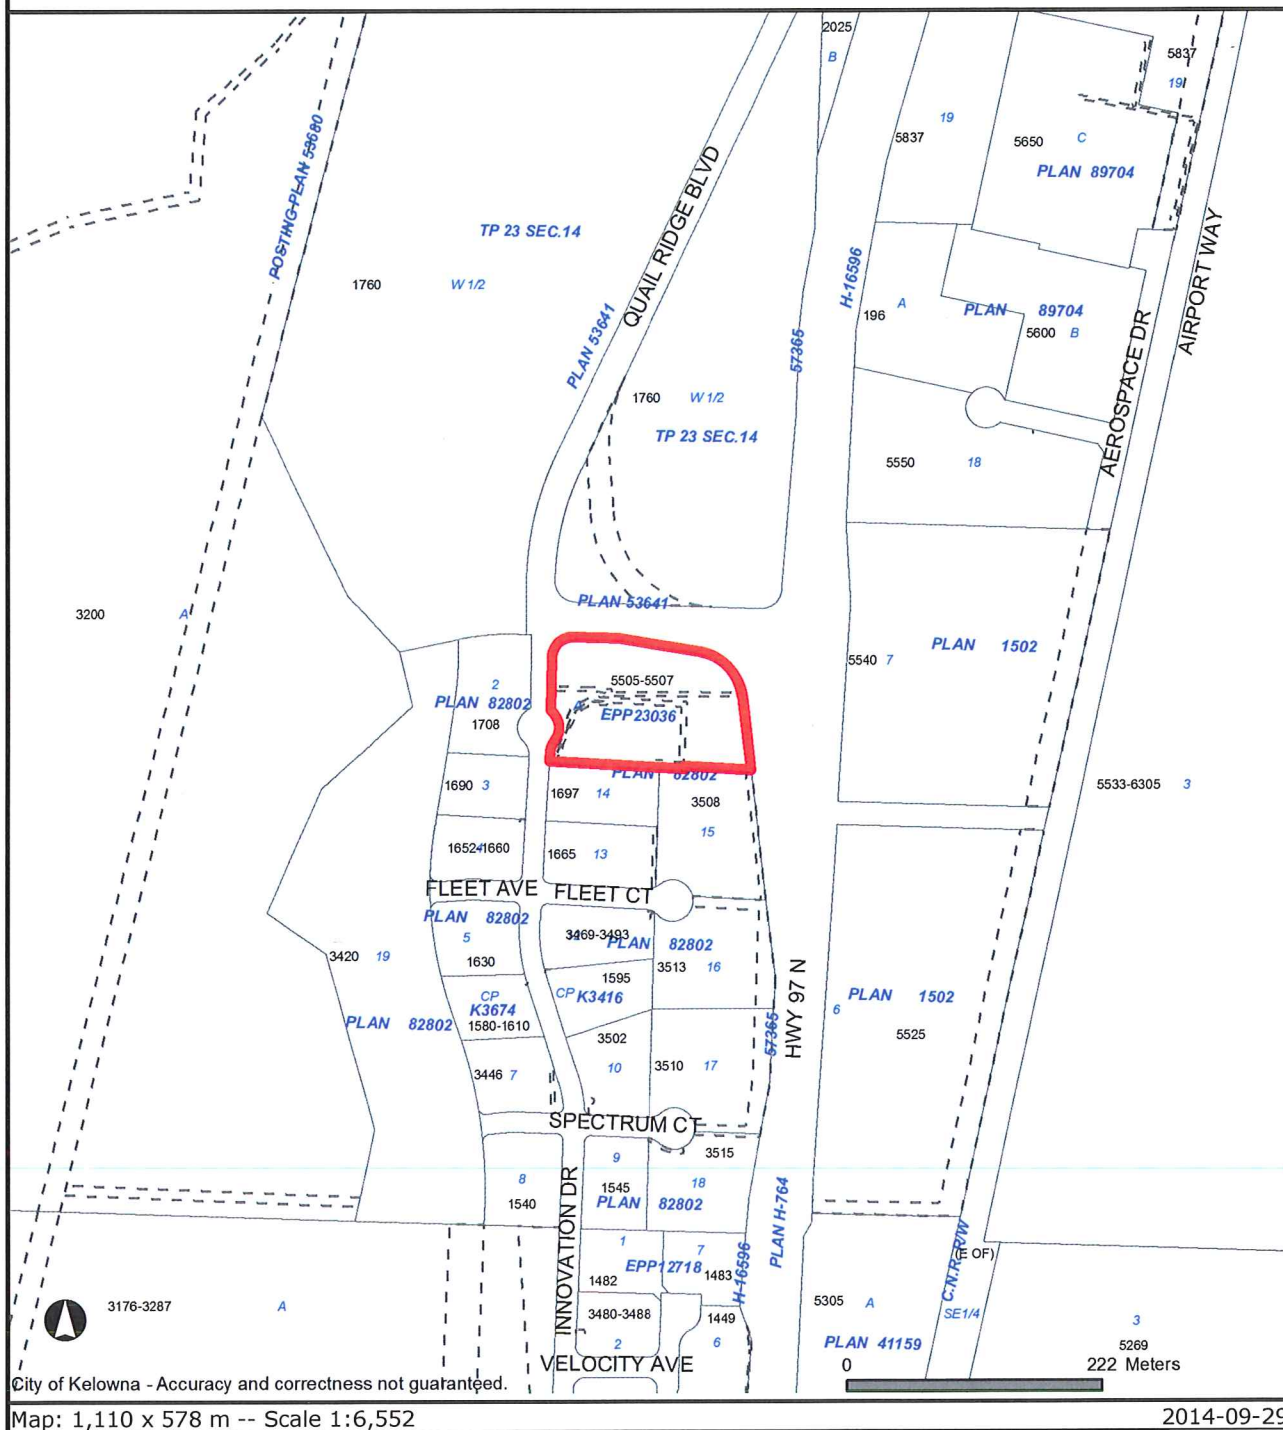 2025
B
5837
19
19
5837
5650
C
PLAN 89704
POSTING PLAN 53680
TP 23 SEC.14
QUAIL RIDGE BLVD
1760
W 1/2
H-16596
AIRPORT WAY
196
A
PLAN 89704
5600
B
PLAN 53641
57365
AEROSPACE DR
1760
W 1/2
TP 23 SEC.14
5550
18
PLAN 53641
3200
A
PLAN 1502
5540
7
5505-5507
2
PLAN 82802
1708
A
EPP23036
PLAN 82802
1690
3
1697
14
3508
15
5533-6305
3
1652-1660
1665
13
FLEET AVE
FLEET CT
PLAN 82802
5
1630
3469-3493
PLAN 82802
3420
19
3513
16
1595
CP
K3674
CP
K3416
1580-1610
PLAN 82802
HWY 97 N
57365
6
PLAN 1502
5525
3502
10
3446
7
3510
17
SPECTRUM CT
9
3515
8
1540
1545
18
PLAN 82802
INNOVATION DR
PLAN H-764
H-16596
1
7
EPP12718
1482
1483
C.N.R. R/W
(E OF)
3176-3287
A
3480-3488
1449
2
6
5305
A
SE1/4
3
5269
PLAN 41159
VELOCITY AVE
0
222 Meters
City of Kelowna - Accuracy and correctness not guaranteed.
Map: 1,110 x 578 m -- Scale 1:6,552
2014-09-29